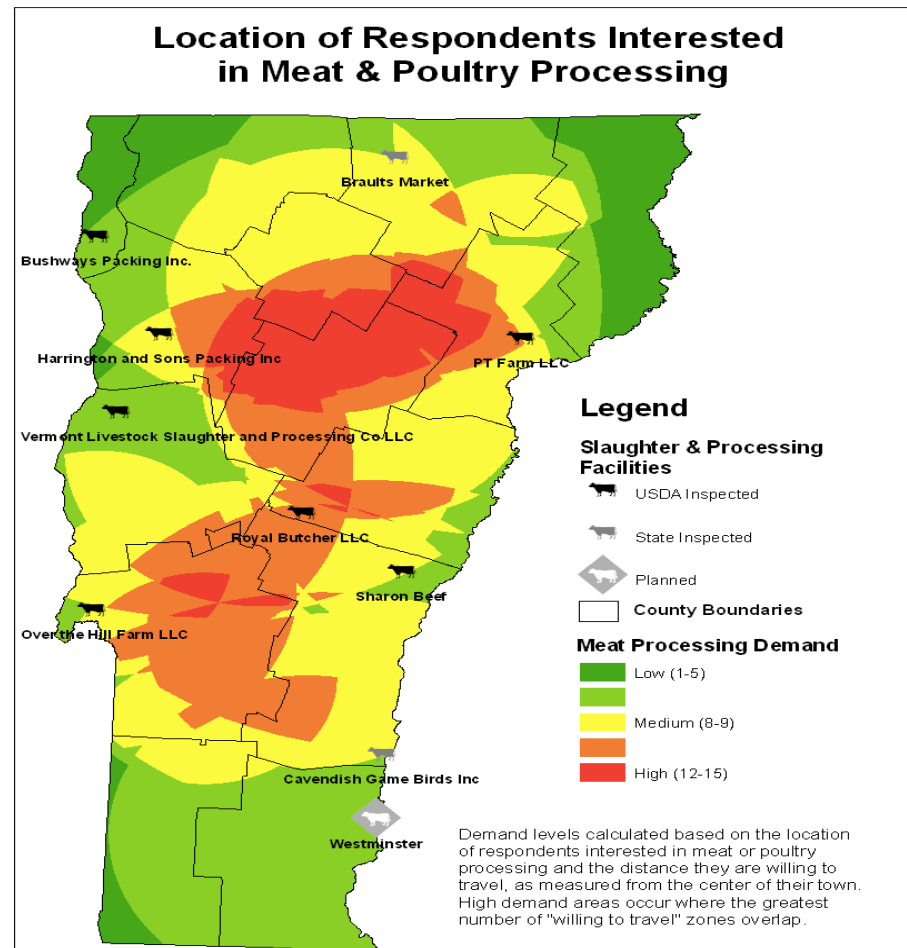 Location of Respondents Interested
in Meat & Poultry Processing
Braults Market
Bushways Packing Inc.
Harrington and Sons Packing Inc
PT Farm LLC
Vermont Livestock Slaughter and Processing Co LLC
Royal Butcher LLC
Sharon Beef
Over the Hill Farm LLC
Cavendish Game Birds Inc
Westminster
Legend
Slaughter & Processing
Facilities
USDA Inspected
State Inspected
Planned
County Boundaries
Meat Processing Demand
Low (1-5)
Medium (8-9)
High (12-15)
Demand levels calculated based on the location
of respondents interested in meat or poultry
processing and the distance they are willing to
travel, as measured from the center of their town.
High demand areas occur where the greatest
number of "willing to travel" zones overlap.